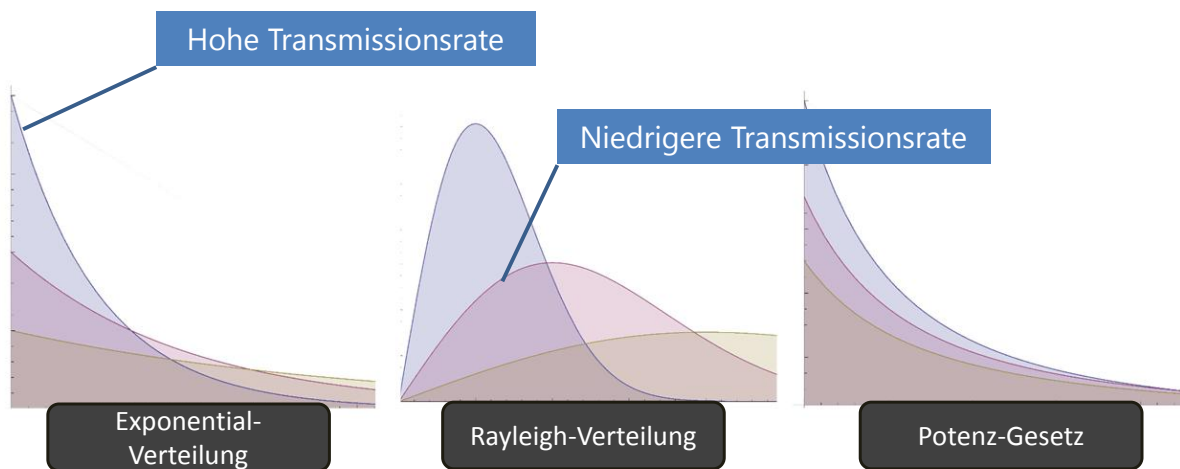 Hohe Transmissionsrate
Niedrigere Transmissionsrate
Exponential-
Verteilung
Rayleigh-Verteilung
Potenz-Gesetz